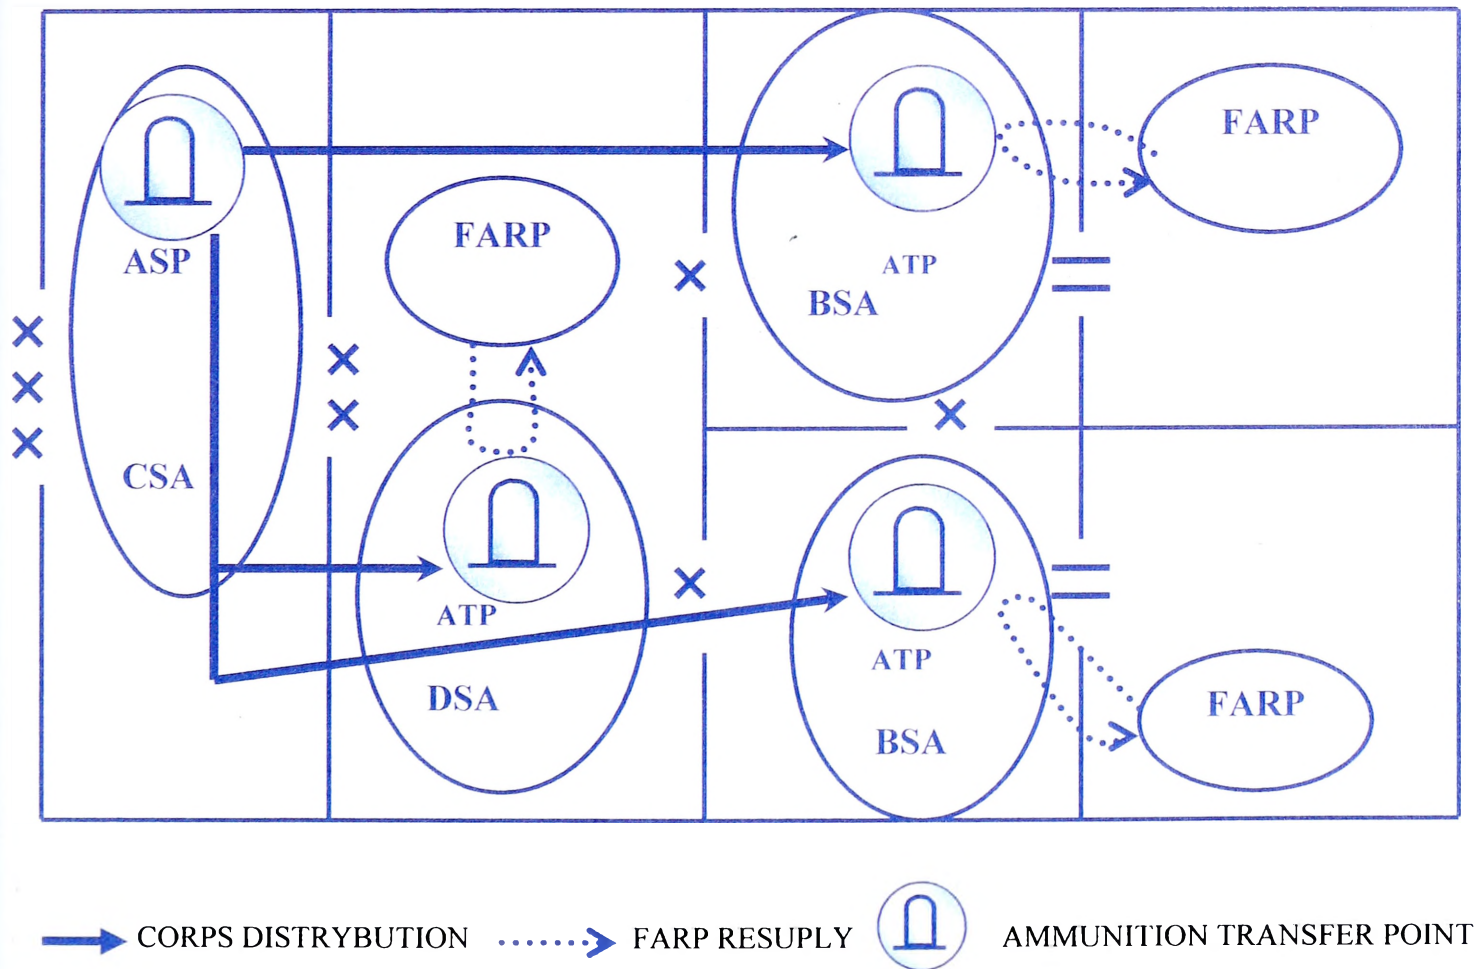 FARP
FARP
ASP
ATP
BSA
CSA
ATP
DSA
ATP
BSA
FARP
CORPS DISTRYBUTION
FARP RESUPLY
AMMUNITION TRANSFER POINT